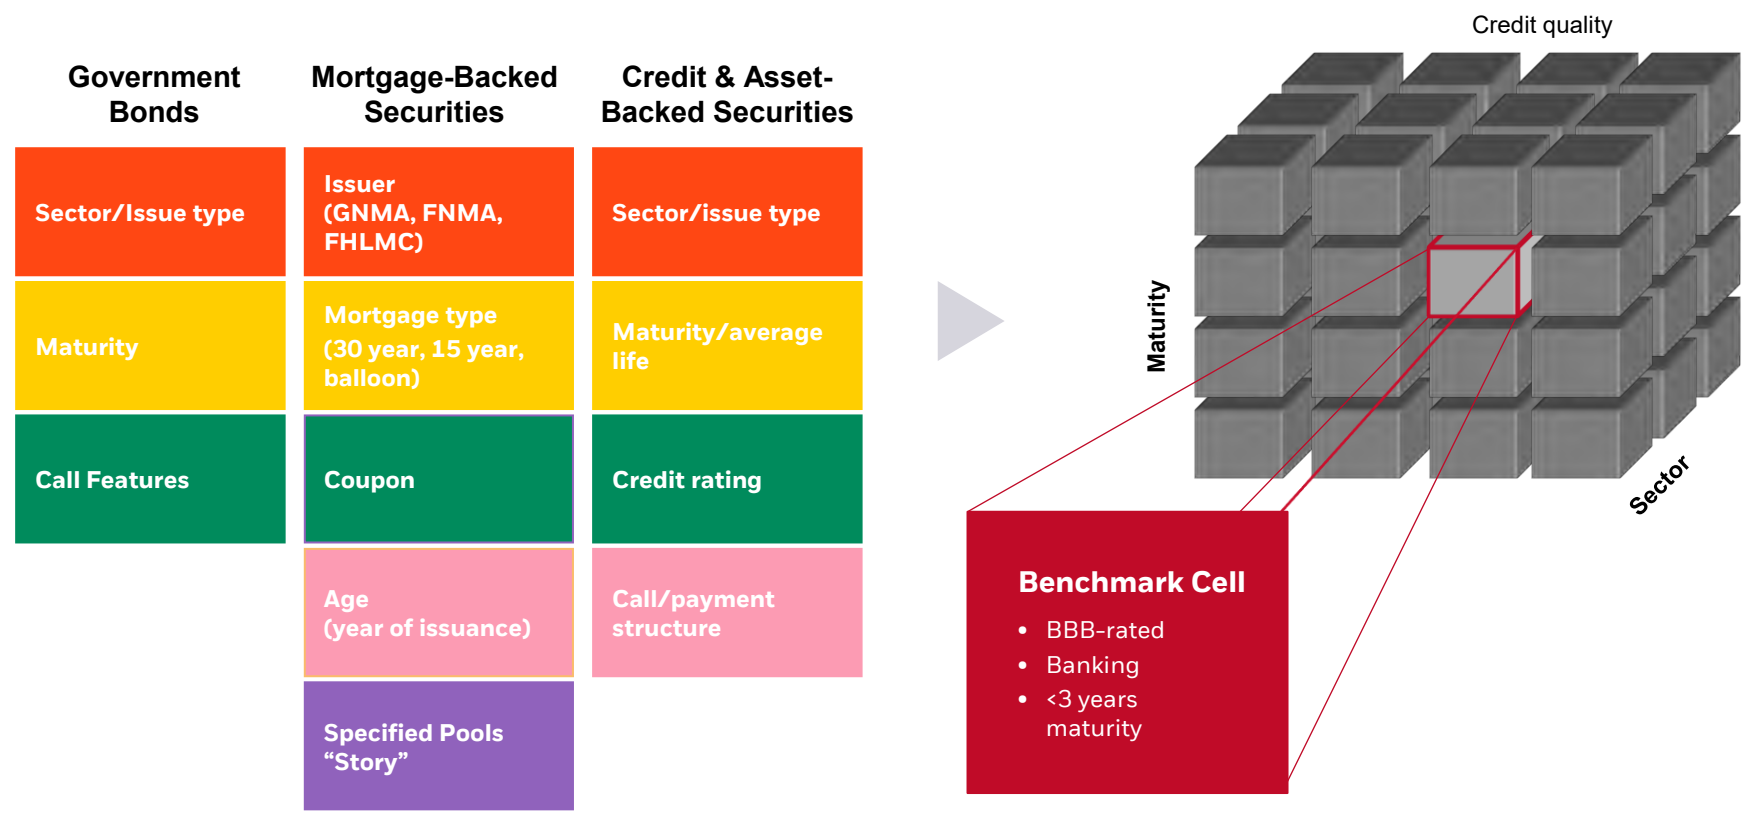 Government
Bonds
Sector/Issue type
Maturity
Call Features
Mortgage-Backed
Securities
Issuer
(GNMA, FNMA,
FHLMC)
Mortgage type
(30 year, 15 year,
balloon)
Coupon
Age
(year of issuance)
Specified Pools
“Story”
Credit & Asset-
Backed Securities
Sector/issue type
Maturity/average
life
Credit rating
Call/payment
structure
Credit quality
Maturity
Sector
Benchmark Cell
• BBB-rated
• Banking
• <3 years
maturity